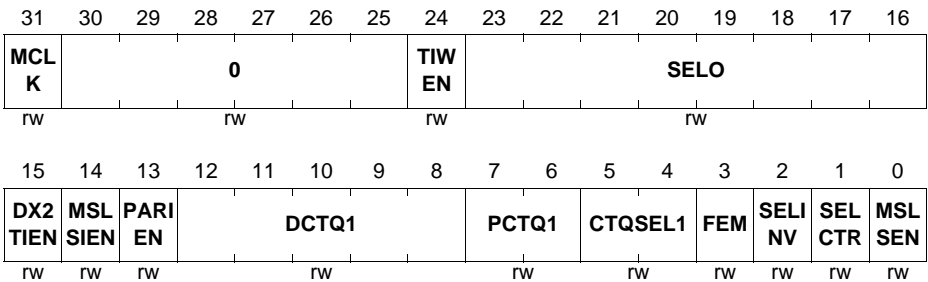 31 30 29 28 27 26 25 24 23 22 21 20 19 18 17 16
MCL
K
0
TIW
EN
SELO
rw rw rw rw
15 14 13 12 11 10 9 8 7 6 5 4 3 2 1 0
DX2
TIEN
MSL
SIEN
PARI
EN
DCTQ1
PCTQ1
CTQSEL1
FEM
SELI
NV
SEL
CTR
MSL
SEN
rw rw rw rw rw rw rw rw rw rw